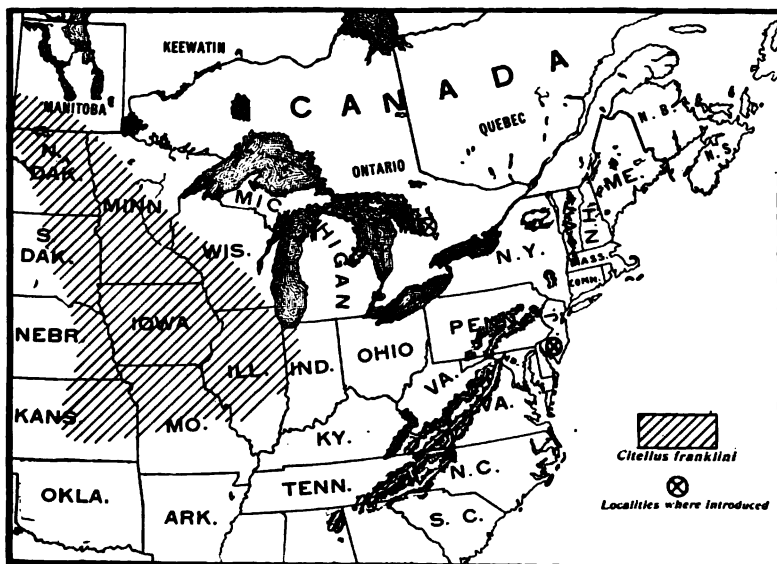 KEEWATIN
CANADA
MANITOBA
QUEBEC
N. B.
N. S.
ONTARIO
N. DAK.
MINN.
MICHIGAN
ME.
S. DAK.
WIS.
N.Y.
N.H.
MASS.
CONN.
NEBR.
IOWA
PENN.
N.J.
ILL.
IND.
OHIO
VA.
VA.
KANS.
MO.
KY.
Citellus franklini
TENN.
N.C.
OKLA.
Localities where introduced
ARK.
S. C.